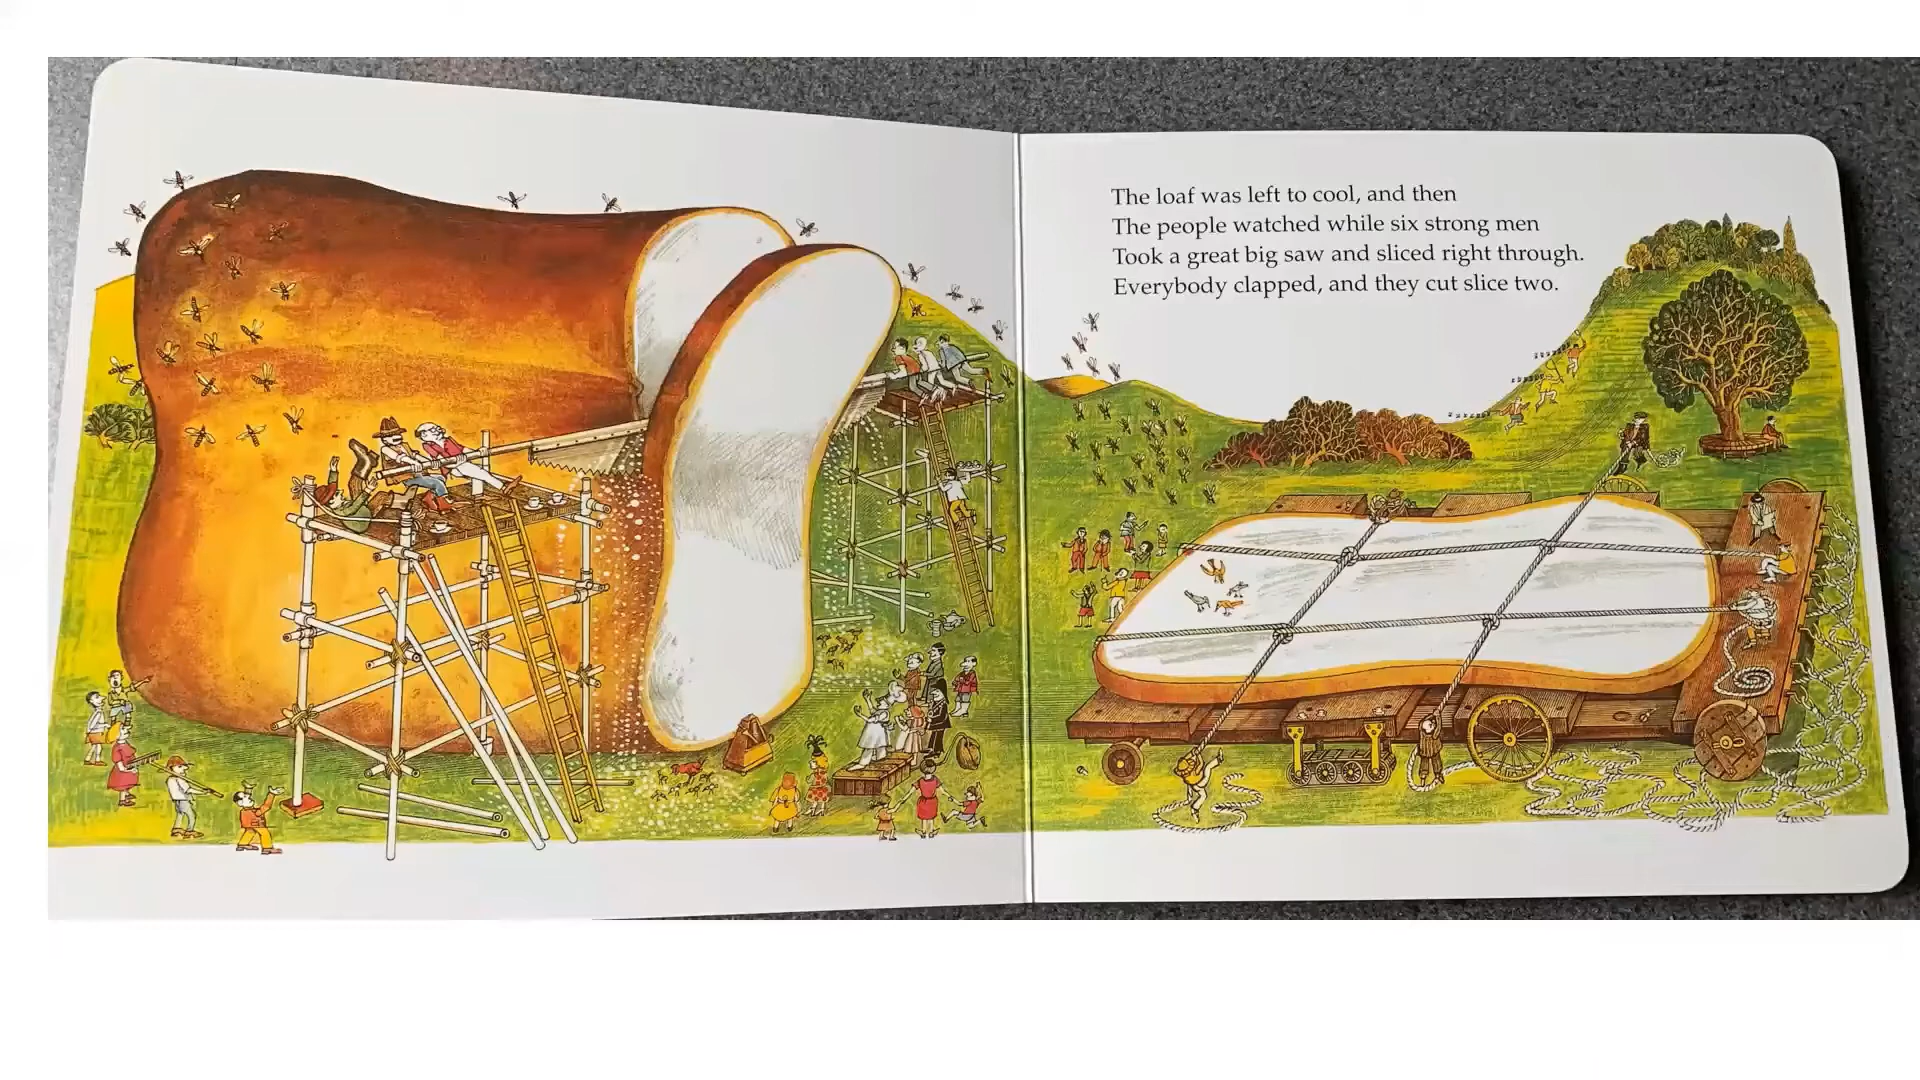 The loaf was left to cool, and then
The people watched while six strong men
Took a great big saw and sliced right through.
Everybody clapped, and they cut slice two.